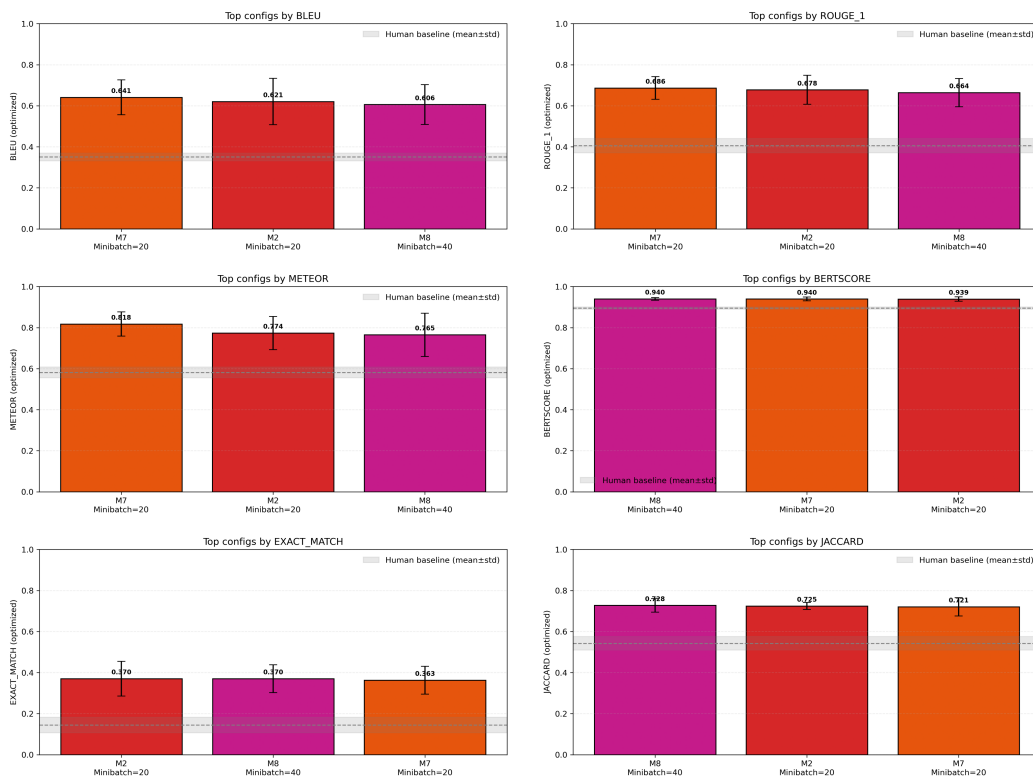 Top configs by BLEU
1.0
0.8
0.6
0.4
0.2
0.0
BLEU (optimized)
Human baseline (mean±std)
0.641
0.621
0.606
M7
Minibatch=20
M2
Minibatch=20
M8
Minibatch=40
Top configs by ROUGE_1
1.0
0.8
0.6
0.4
0.2
0.0
ROUGE_1 (optimized)
Human baseline (mean±std)
0.686
0.678
0.664
M7
Minibatch=20
M2
Minibatch=20
M8
Minibatch=40
Top configs by METEOR
1.0
0.8
0.6
0.4
0.2
0.0
METEOR (optimized)
Human baseline (mean±std)
0.818
0.774
0.765
M7
Minibatch=20
M2
Minibatch=20
M8
Minibatch=40
Top configs by BERTSCORE
1.0
0.8
0.6
0.4
0.2
0.0
BERTSCORE (optimized)
0.940
0.940
0.939
Human baseline (mean±std)
M8
Minibatch=40
M7
Minibatch=20
M2
Minibatch=20
Top configs by EXACT_MATCH
1.0
0.8
0.6
0.4
0.2
0.0
EXACT_MATCH (optimized)
Human baseline (mean±std)
0.370
0.370
0.363
M2
Minibatch=20
M8
Minibatch=40
M7
Minibatch=20
Top configs by JACCARD
1.0
0.8
0.6
0.4
0.2
0.0
JACCARD (optimized)
Human baseline (mean±std)
0.728
0.725
0.721
M8
Minibatch=40
M2
Minibatch=20
M7
Minibatch=20